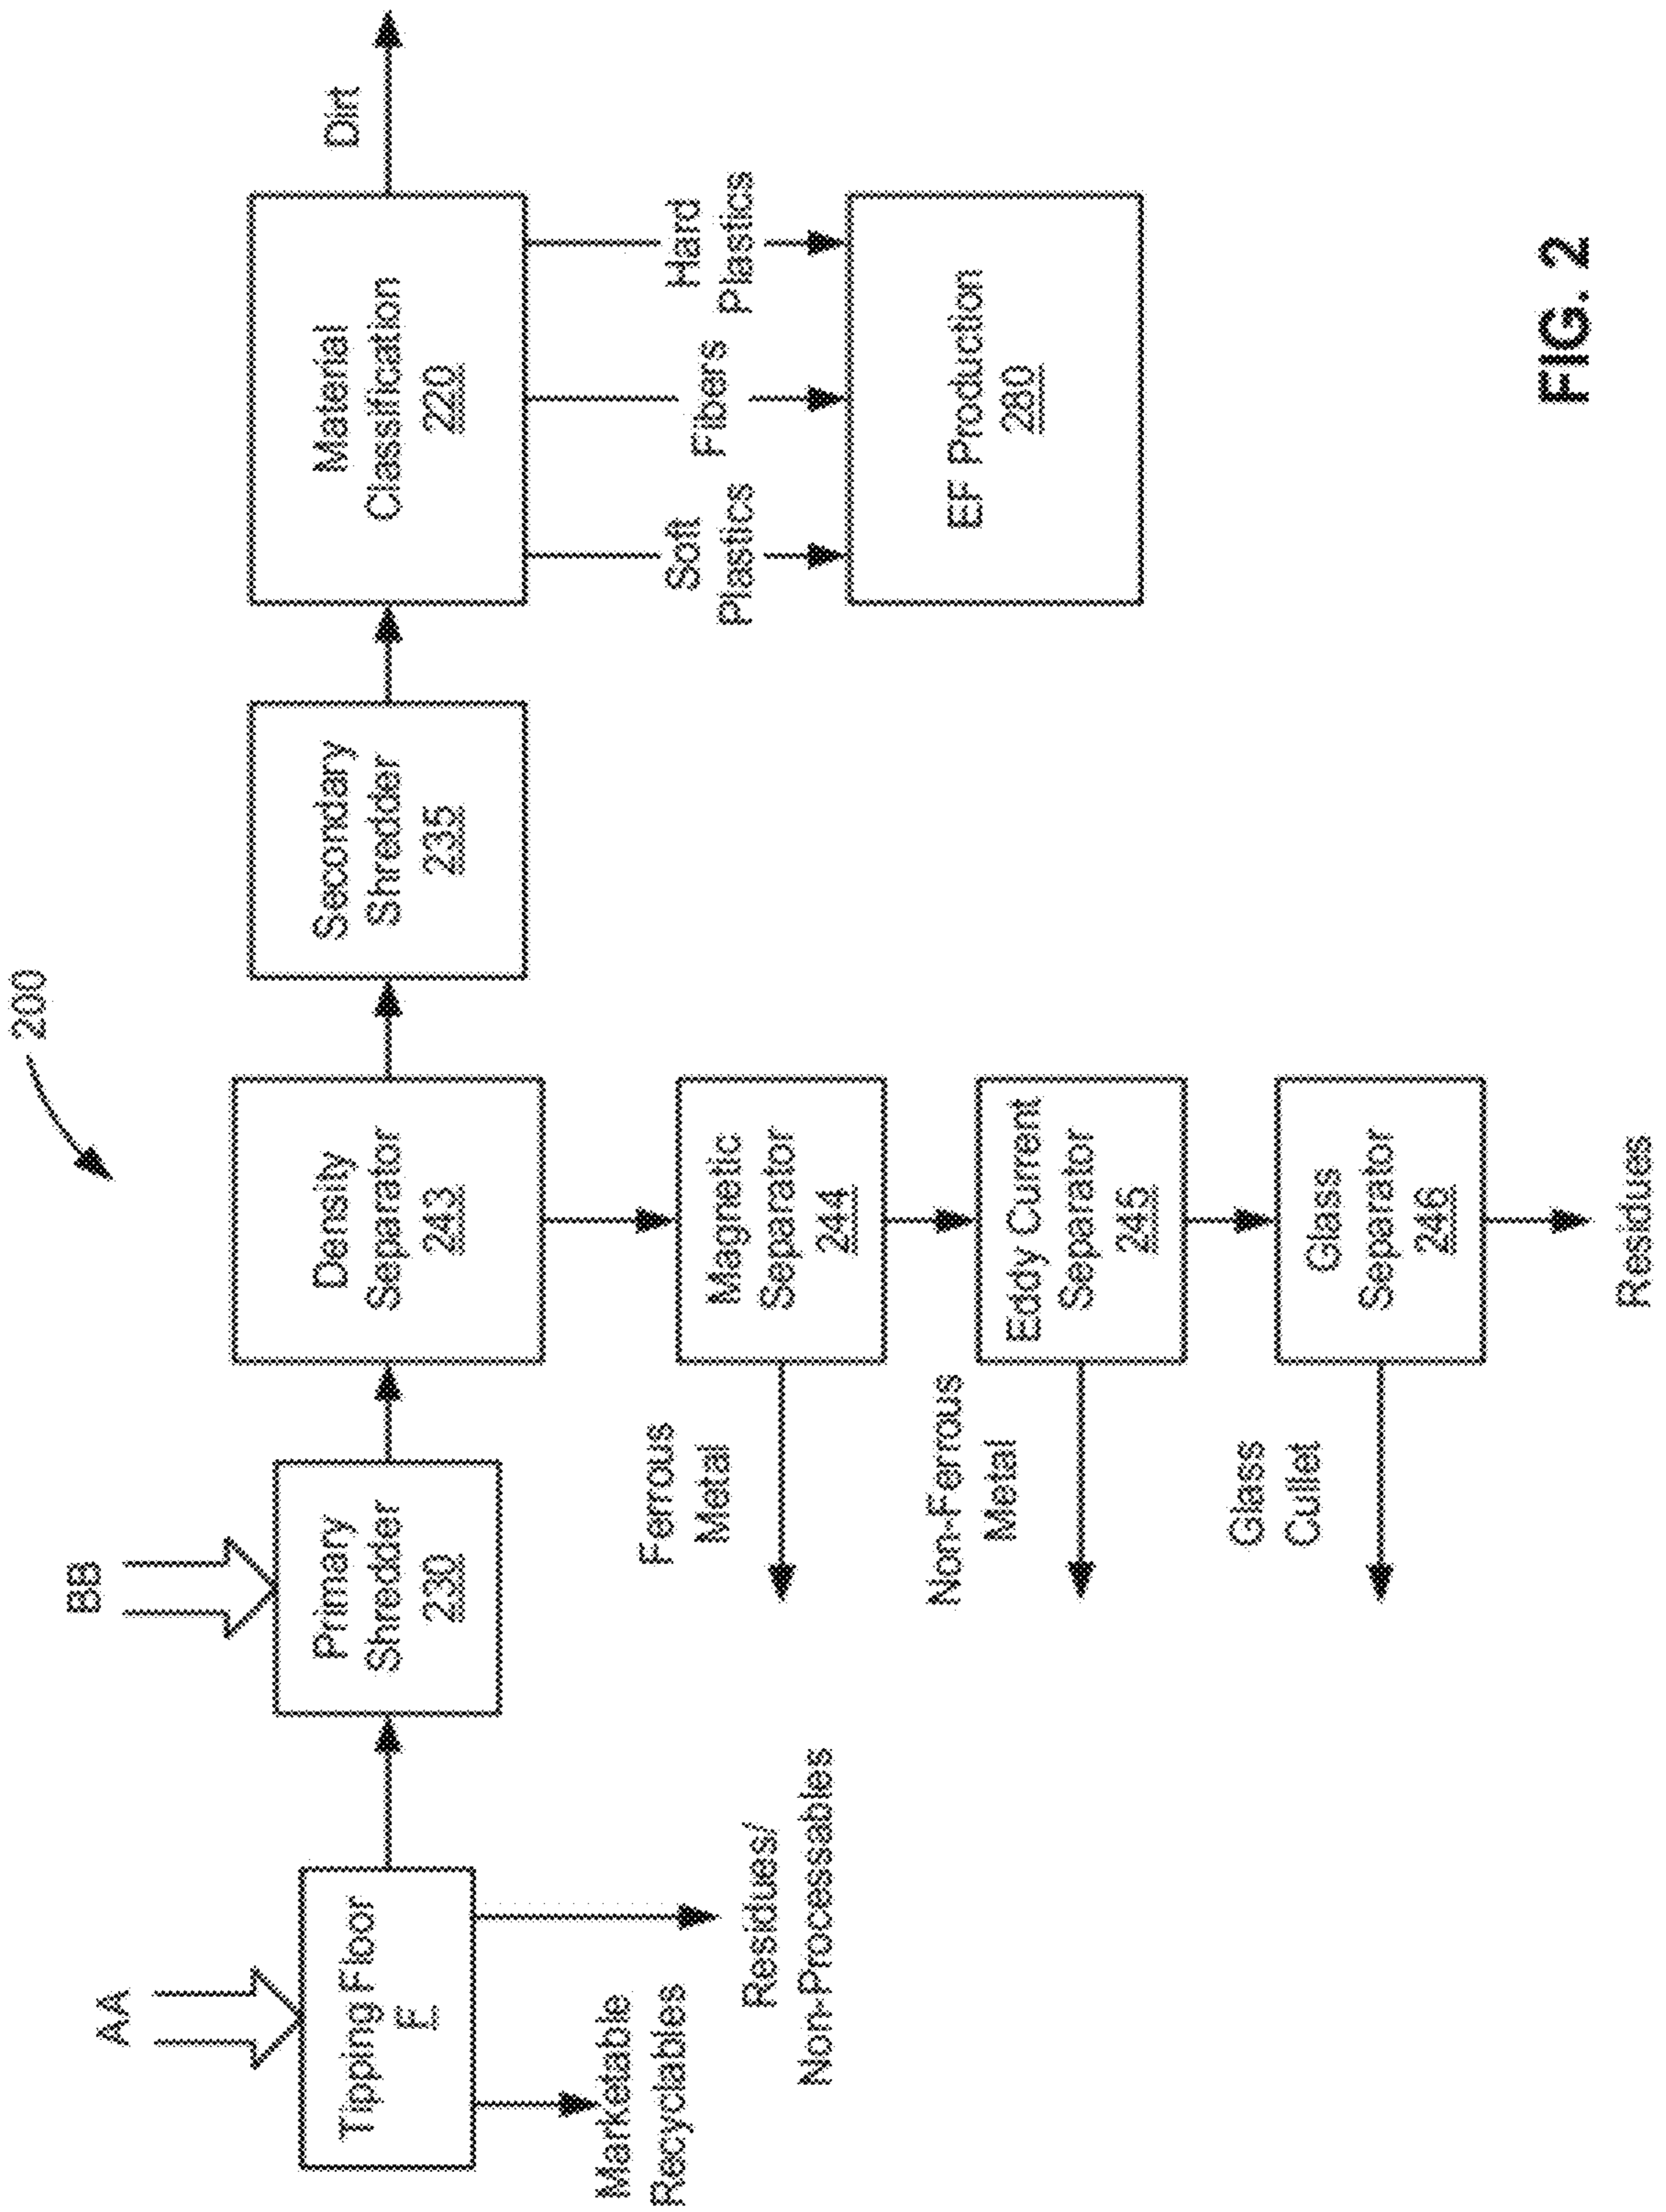 200
AA
BB
Tipping Floor
F
Primary
Shredder
230
Density
Separator
243
Secondary
Shredder
235
Material
Classification
220
Dirt
Marketable
Recyclables
Residues/
Non-Processables
Ferrous
Metal
Magnetic
Separator
244
Soft
Plastics
Fibers
Hard
Plastics
Non-Ferrous
Metal
Eddy Current
Separator
245
EF Production
280
Glass
Cullet
Glass
Separator
246
Residues
FIG. 2